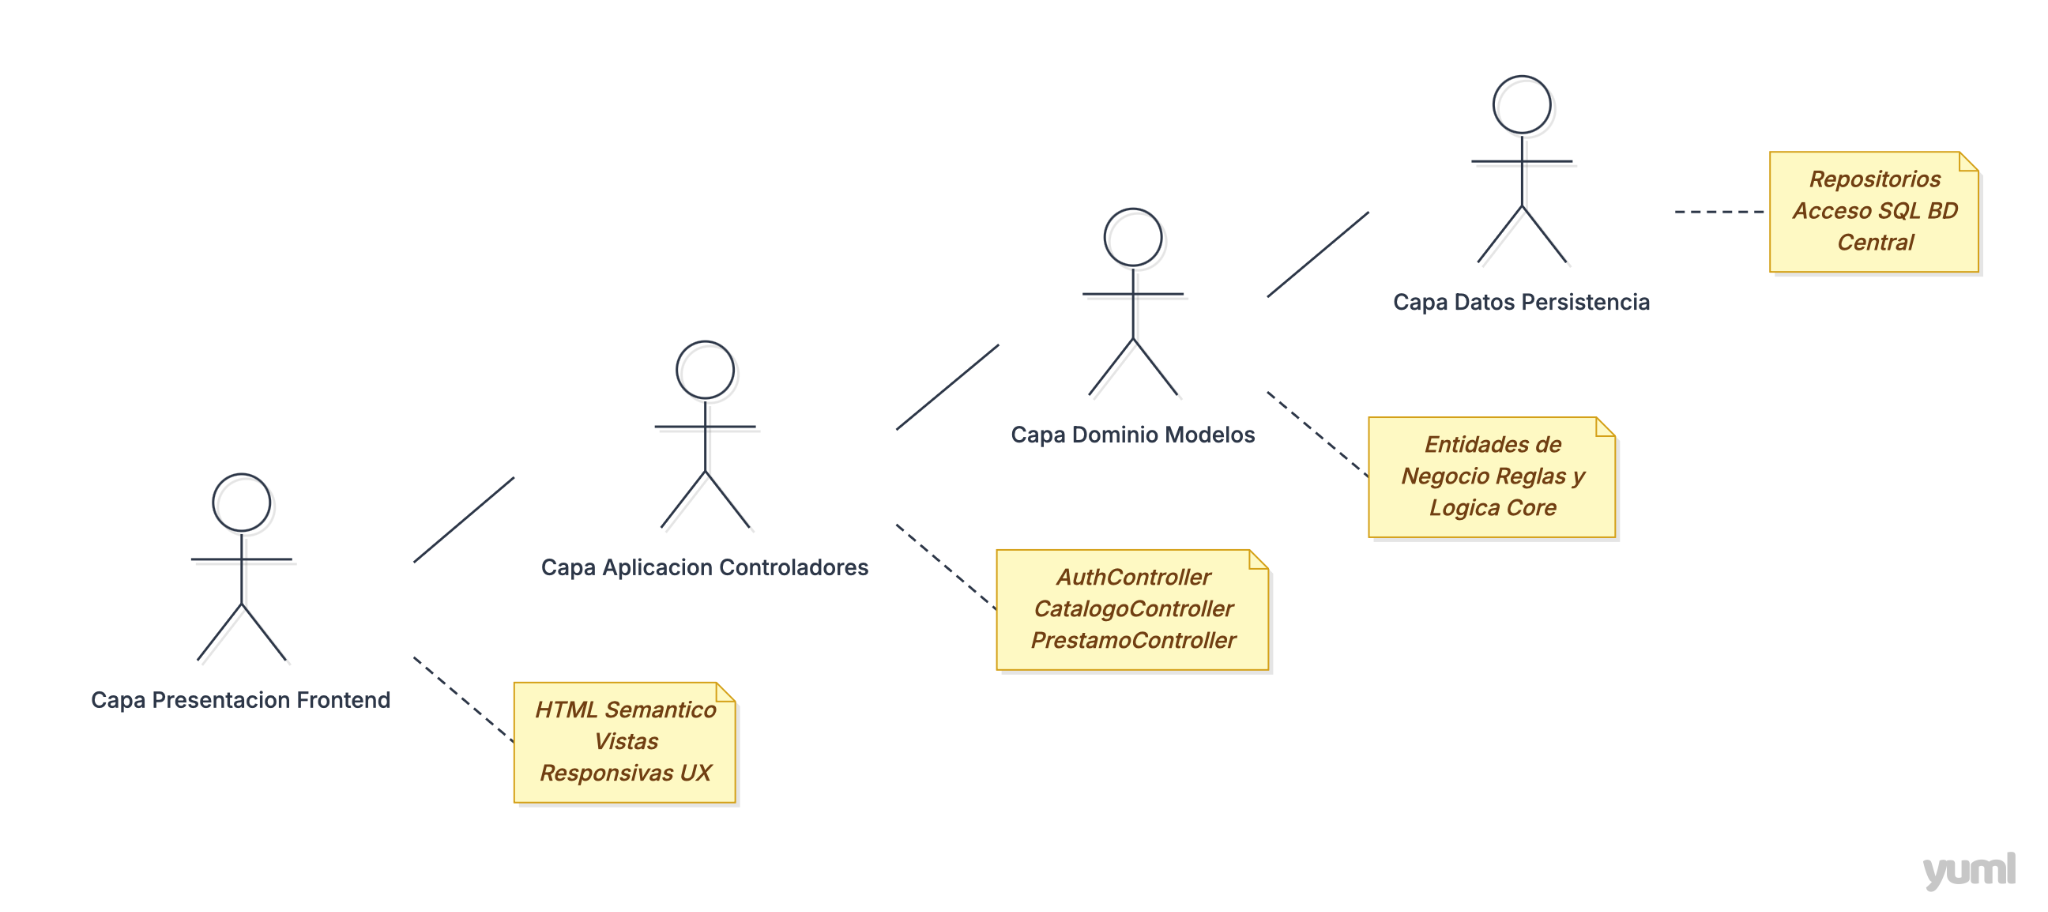 Repositorios
Acceso SQL BD
Central
Capa Datos Persistencia
Capa Dominio Modelos
Entidades de
Negocio Reglas y
Logica Core
Capa Aplicacion Controladores
AuthController
CatalogoController
PrestamoController
Capa Presentacion Frontend
HTML Semantico
Vistas
Responsivas UX
yuml